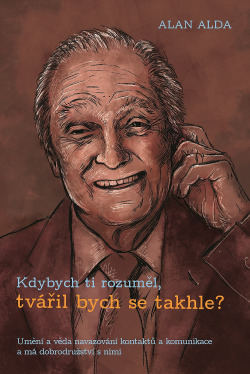 ALAN ALDA
Kdybych ti rozuměl,
tvářil bych se takhle?
Umění a věda navazování kontaktů a komunikace
a má dobrodružství s nimi